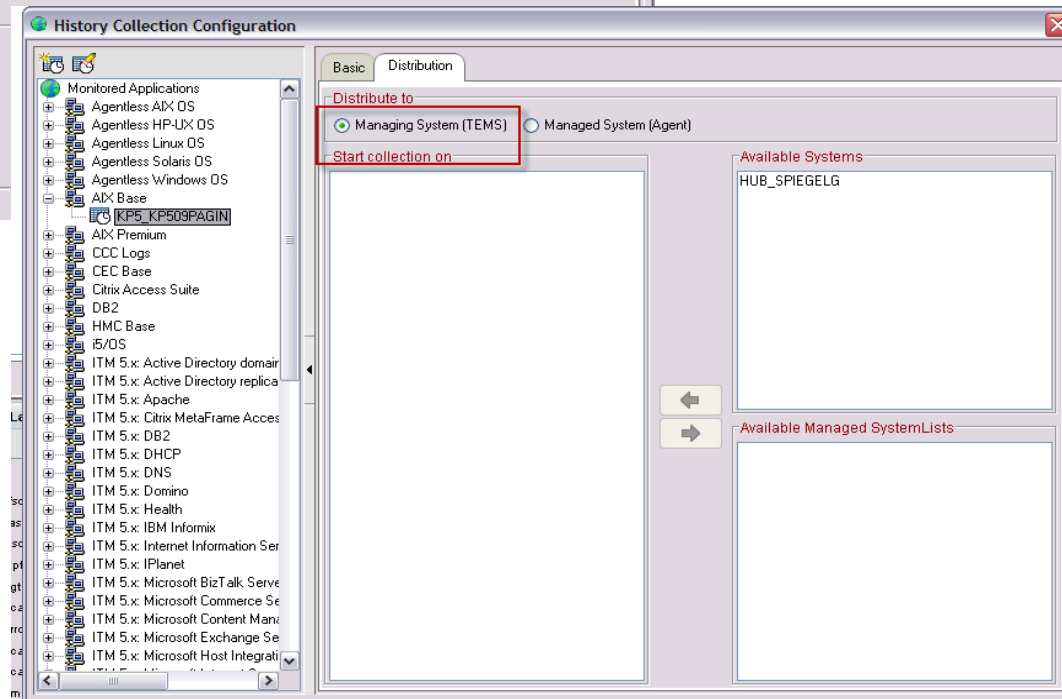 History Collection Configuration
Monitored Applications
Agentless AIX OS
Agentless HP-UX OS
Agentless Linux OS
Agentless Solaris OS
Agentless Windows OS
AIX Base
KP5_KP509PAGIN
AIX Premium
CCC Logs
CEC Base
Citrix Access Suite
DB2
HMC Base
i5/OS
ITM 5.x: Active Directory domair
ITM 5.x: Active Directory replica
ITM 5.x: Apache
ITM 5.x: Citrix MetaFrame Acces
ITM 5.x: DB2
ITM 5.x: DHCP
ITM 5.x: DNS
ITM 5.x: Domino
ITM 5.x: Health
ITM 5.x: IBM Informix
ITM 5.x: Internet Information Ser
ITM 5.x: IPlanet
ITM 5.x: Microsoft BizTalk Serve
ITM 5.x: Microsoft Commerce Se
ITM 5.x: Microsoft Content Mana
ITM 5.x: Microsoft Exchange Se
ITM 5.x: Microsoft Host Integrati
Basic Distribution
Distribute to
Managing System (TEMS) Managed System (Agent)
Start collection on
Available Systems
HUB_SPIEGELG
Available Managed SystemLists